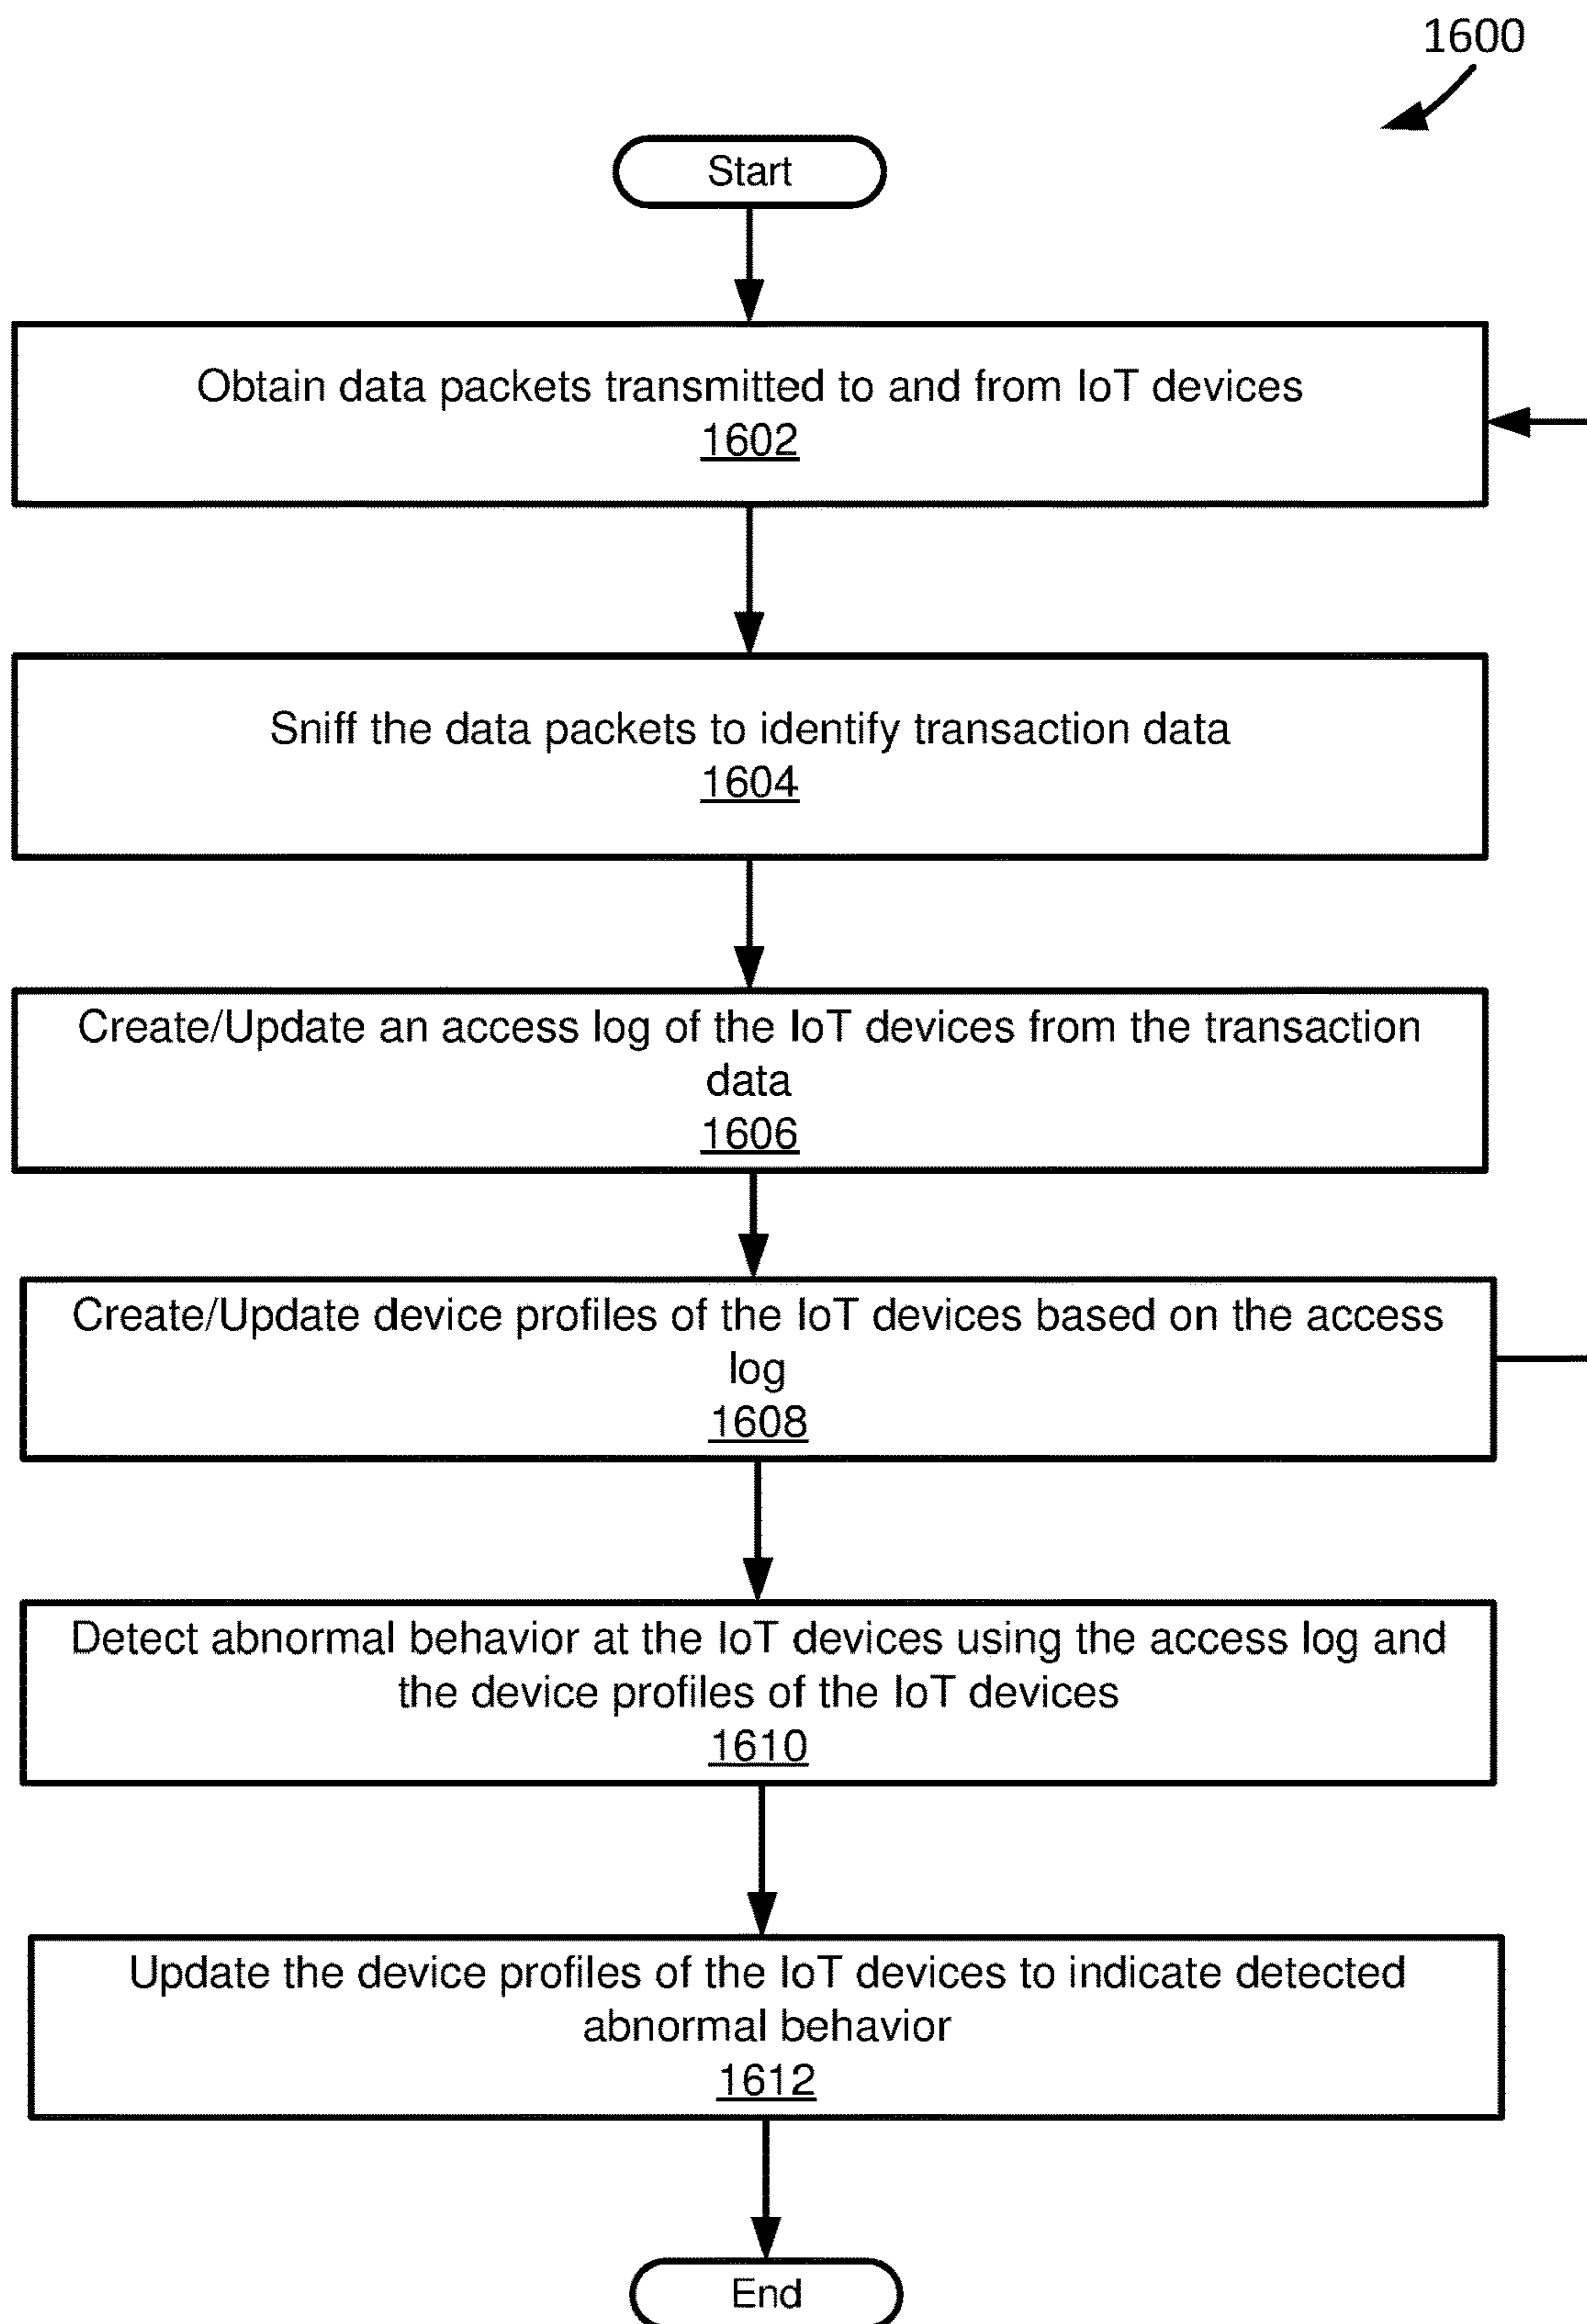 1600
Start
Obtain data packets transmitted to and from IoT devices
1602
Sniff the data packets to identify transaction data
1604
Create/Update an access log of the IoT devices from the transaction
data
1606
Create/Update device profiles of the IoT devices based on the access
log
1608
Detect abnormal behavior at the IoT devices using the access log and
the device profiles of the IoT devices
1610
Update the device profiles of the IoT devices to indicate detected
abnormal behavior
1612
End